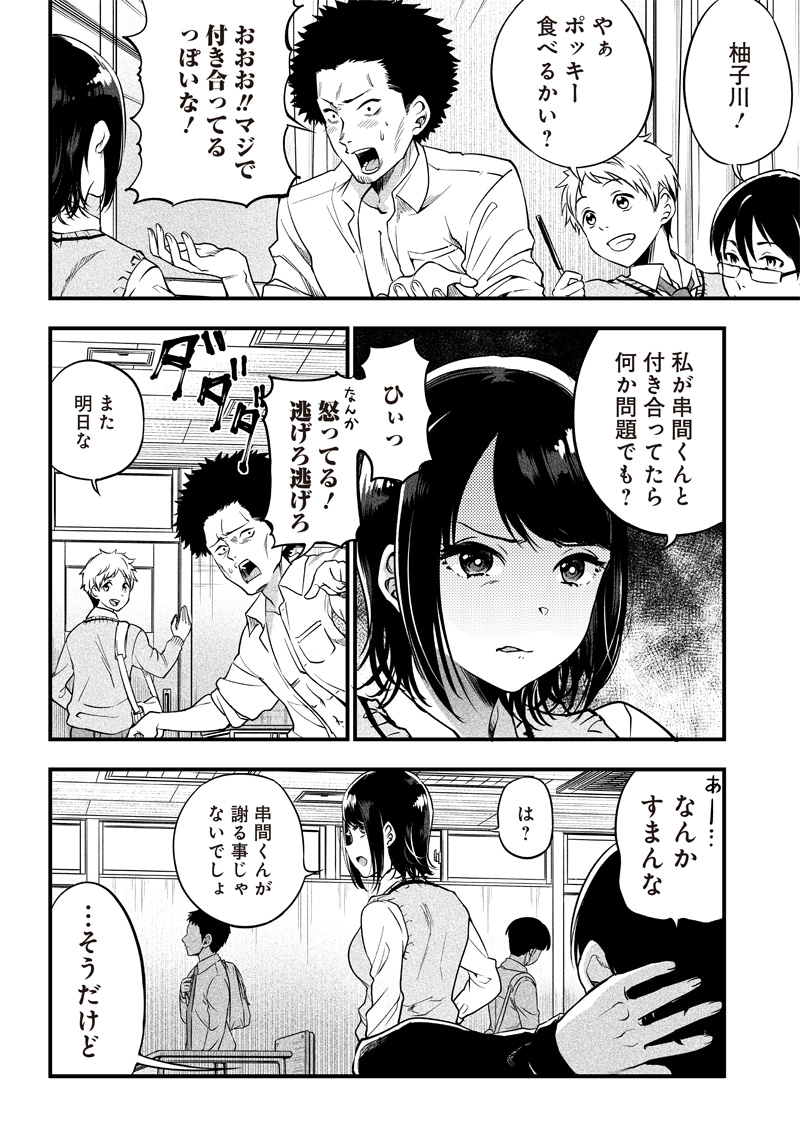 柚子川!
やぁ
ポッキー
食べるかい?
おおお!!マジで
付き合ってる
っぽいな!
私が串間くんと
付き合ってたら
何か問題でも?
ひぃっ
なんか
怒ってる!
逃げろ逃げろ
ダダダダ
また
明日な
あー…
なんか
すまんな
は?
串間くんが
謝る事じゃ
ないでしょ
…そうだけど